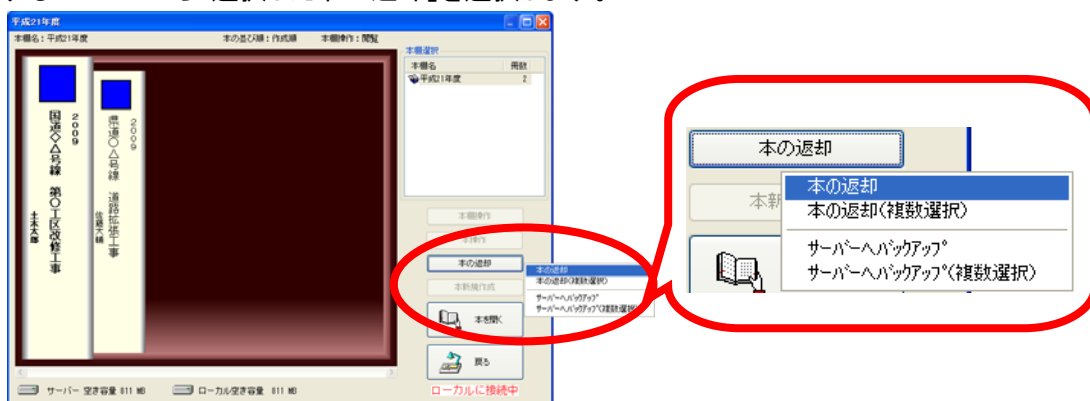 平成21年度
本棚名：平成21年度 本の並び順：作成順 本棚操作：閲覧
本棚選択
本棚名 冊数
平成21年度 2
2009
国道◇△号線 第〇工区改修工事
土木太郎
2009
県道〇△号線 道路拡張工事
佐藤大輔
本棚操作
本操作
本の返却
本新規作成
本を開く
戻る
本の返却
本の返却(複数選択)
サーバーへバックアップ
サーバーへバックアップ(複数選択)
サーバー 空き容量 811 MB
ローカル空き容量 811 MB
ローカルに接続中
本の返却
本新
本の返却
本の返却(複数選択)
サーバーへバックアップ
サーバーへバックアップ(複数選択)